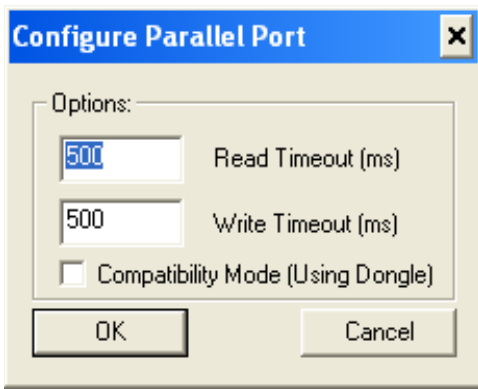 Configure Parallel Port
Options:
500 Read Timeout (ms)
500 Write Timeout (ms)
Compatibility Mode (Using Dongle)
OK Cancel